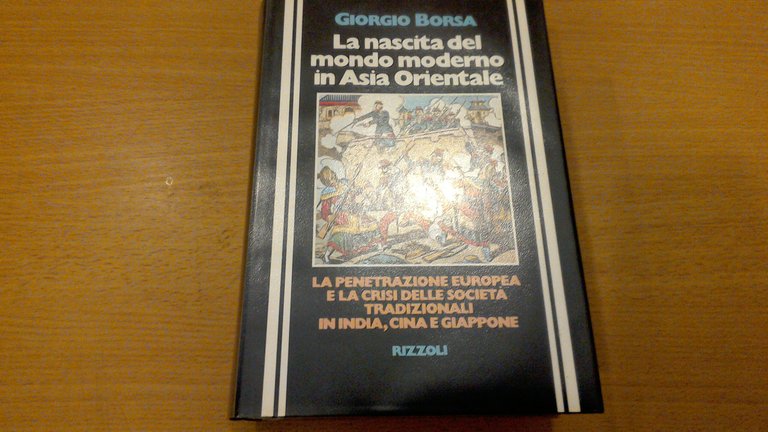 GIORGIO BORSA
La nascita del
mondo moderno
in Asia Orientale
LA PENETRAZIONE EUROPEA
E LA CRISI DELLE SOCIETÀ
TRADIZIONALI
IN INDIA, CINA E GIAPPONE
RIZZOLI